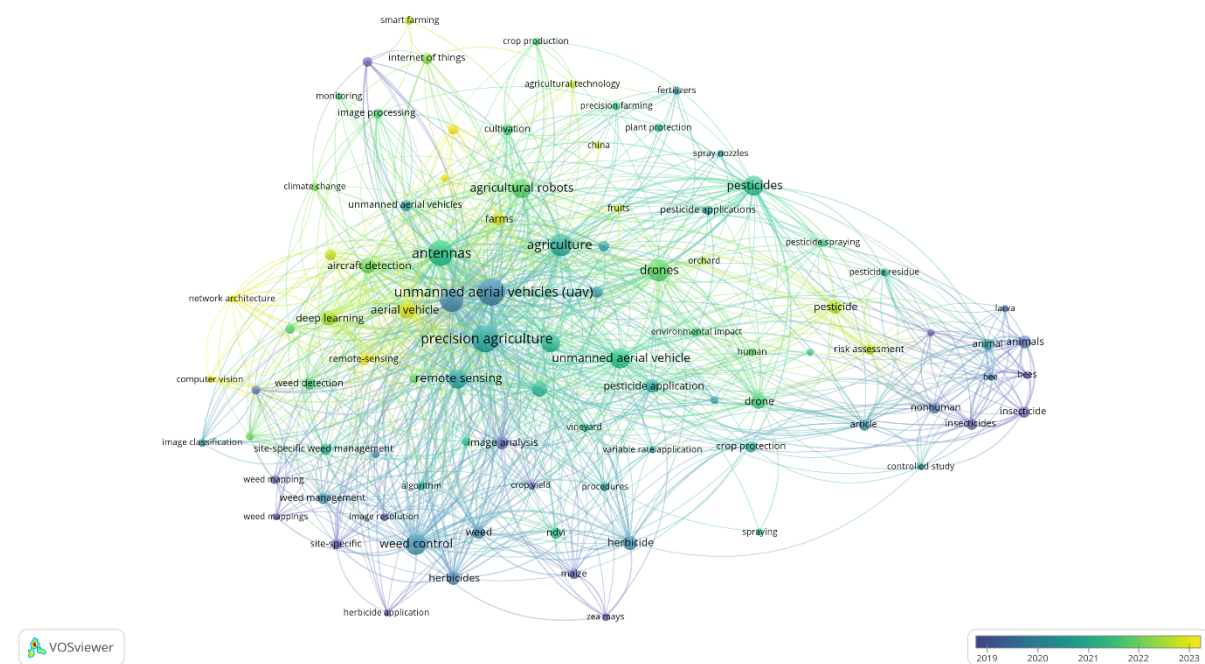 smart farming
crop production
internet of things
agricultural technology
fertilizers
monitoring
precision farming
image processing
cultivation
plant protection
china
spray nozzles
climate change
agricultural robots
pesticides
unmanned aerial vehicles
fruits
pesticide applications
farms
agriculture
pesticide spraying
antennas
orchard
aircraft detection
drones
pesticide residue
unmanned aerial vehicles (uav)
network architecture
aerial vehicle
pesticide
larva
deep learning
environmental impact
precision agriculture
animal
animals
remote-sensing
unmanned aerial vehicle
human
risk assessment
computer vision
weed detection
remote sensing
pesticide application
bee
bees
drone
nonhuman
insecticide
image classification
vineyard
article
insecticides
site-specific weed management
image analysis
variable rate application
crop protection
controlled study
weed mapping
algorithm
crop yield
procedures
weed management
weed mappings
image resolution
site-specific
weed control
weed
ndvi
herbicide
spraying
herbicides
maize
herbicide application
zea mays
VOSviewer
2019 2020 2021 2022 2023